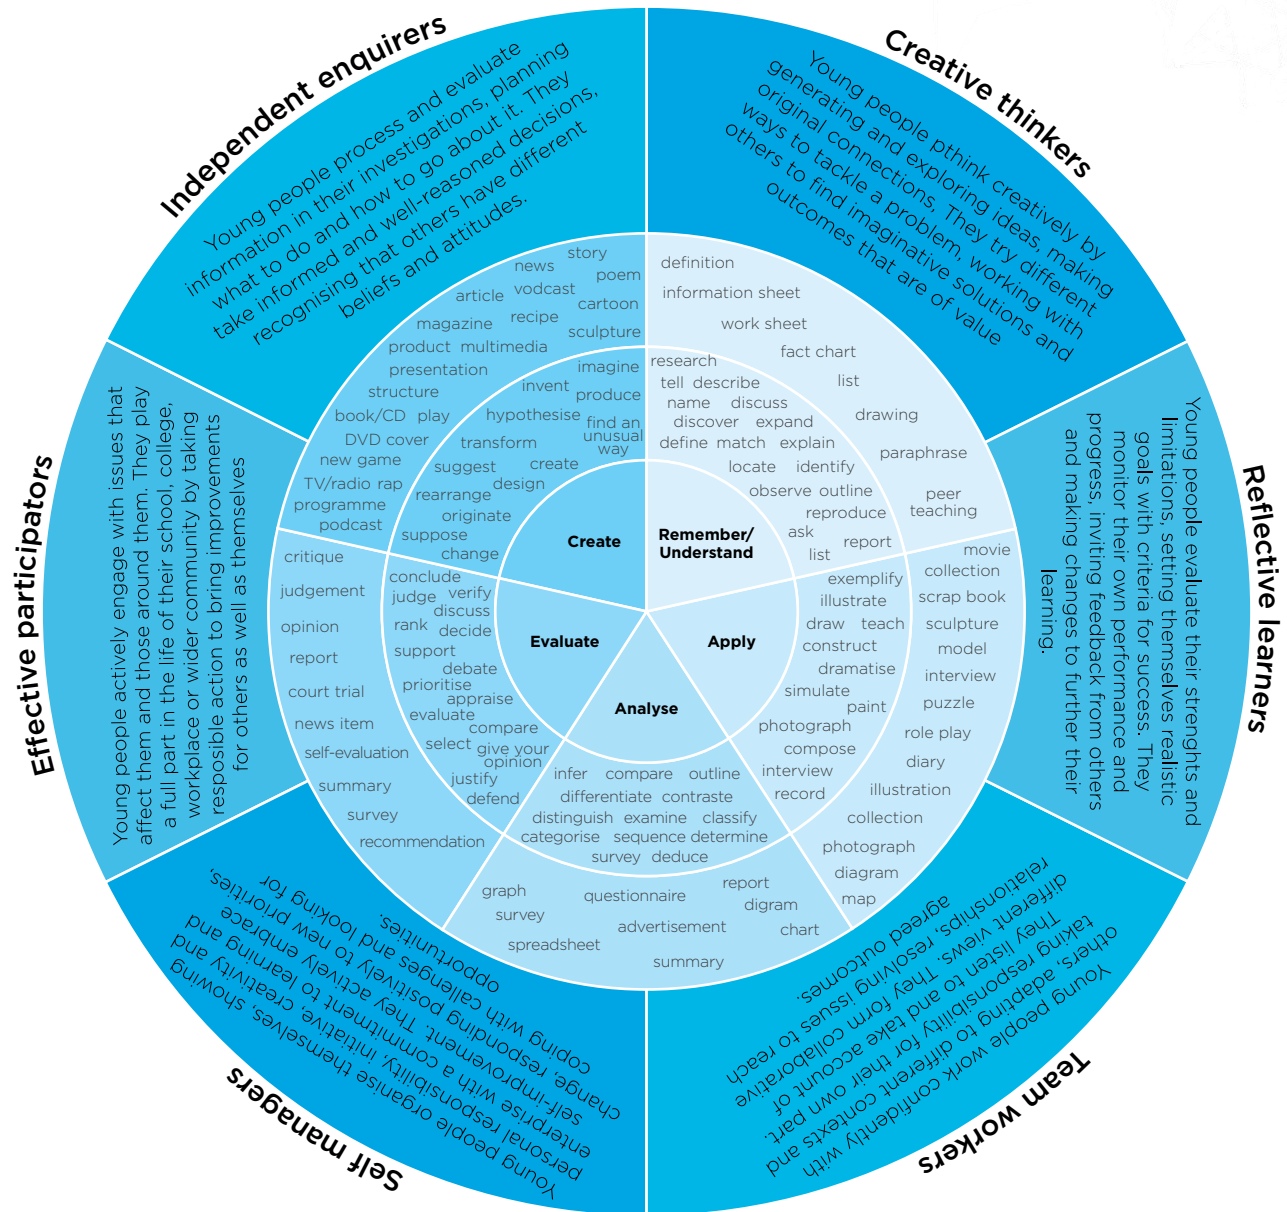 Independent enquirers
Young people process and evaluate
information in their investigations, planning
what to do and how to go about it. They
take informed and well-reasoned decisions,
recognising that others have different
beliefs and attitudes.
Creative thinkers
Young people pthink creatively by
generating and exploring ideas, making
original connections. They try different
ways to tackle a problem, working with
others to find imaginative solutions and
outcomes that are of value
Reflective learners
Young people evaluate their strenghts and
limitations, setting themselves realistic
goals with criteria for success. They
monitor their own performance and
progress, inviting feedback from others
and making changes to further their
learning.
Team workers
Young people work confidently with
others, adapting to different contexts and
taking responsibility for their own part.
They listen to and take account of
different views. They form collaborative
relationships, resolving issues to reach
agreed outcomes.
Self managers
Young people organise themselves, showing
personal responsibility, initiative, creativity and
enterprise with a commitment to learning and
self-improvement. They actively embrace
change, responding positively to new priorities,
coping with callenges and looking for
opportunities.
Effective participators
Young people actively engage with issues that
affect them and those around them. They play
a full part in the life of their school, college,
workplace or wider community by taking
resposible action to bring improvements
for others as well as themselves
Create
imagine
invent
produce
hypothesise
find an
unusual
way
transform
suggest create
design
rearrange
originate
suppose
change
story
news
poem
vodcast
article
cartoon
recipe
magazine
sculpture
product multimedia
presentation
structure
book/CD play
DVD cover
new game
TV/radio rap
programme
podcast
Remember/
Understand
research
tell describe
name discuss
discover expand
define match explain
locate identify
observe outline
reproduce
ask
list report
definition
information sheet
work sheet
fact chart
list
drawing
paraphrase
peer
teaching
Apply
exemplify
illustrate
draw teach
construct
dramatise
simulate
paint
photograph
compose
interview
record
movie
collection
scrap book
sculpture
model
interview
puzzle
role play
diary
illustration
collection
photograph
diagram
map
Analyse
infer compare outline
differentiate contraste
distinguish examine classify
categorise sequence determine
survey deduce
graph
questionnaire
report
survey
digram
advertisement
chart
spreadsheet
summary
Evaluate
conclude
judge verify
discuss
rank decide
support
debate
prioritise
appraise
evaluate
compare
select give your
opinion
justify
defend
critique
judgement
opinion
report
court trial
news item
self-evaluation
summary
survey
recommendation